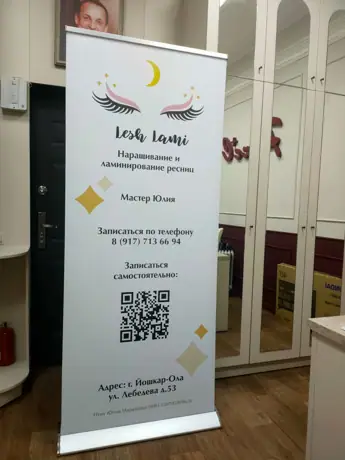 Lesh Lami
Наращивание и
ламинирование ресниц
Мастер Юлия
Записаться по телефону
8 (917) 713 66 94
Записаться
самостоятельно:
Адрес: г. Йошкар-Ола
ул. Лебедева д.53